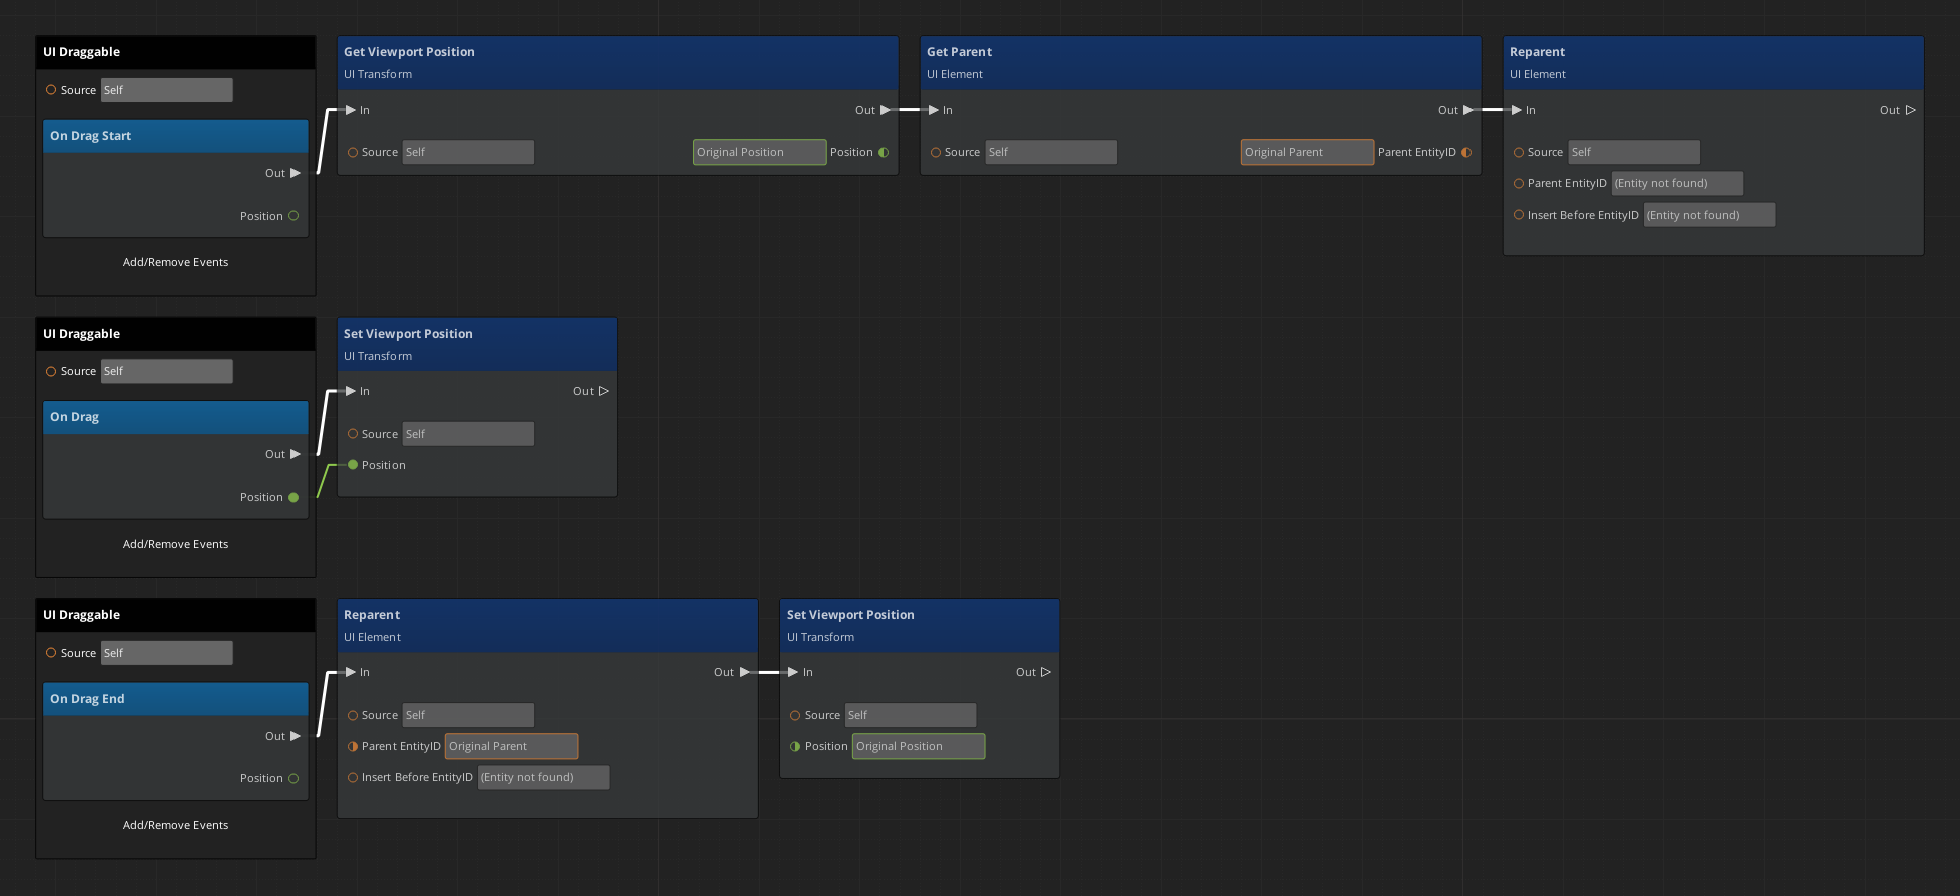 UI Draggable
Source Self
On Drag Start
Out
Position
Add/Remove Events
Get Viewport Position
UI Transform
In Out
Source Self Original Position Position
Get Parent
UI Element
In Out
Source Self Original Parent Parent EntityID
Reparent
UI Element
In Out
Source Self
Parent EntityID (Entity not found)
Insert Before EntityID (Entity not found)
UI Draggable
Source Self
On Drag
Out
Position
Add/Remove Events
Set Viewport Position
UI Transform
In Out
Source Self
Position
UI Draggable
Source Self
On Drag End
Out
Position
Add/Remove Events
Reparent
UI Element
In Out
Source Self
Parent EntityID Original Parent
Insert Before EntityID (Entity not found)
Set Viewport Position
UI Transform
In Out
Source Self
Position Original Position